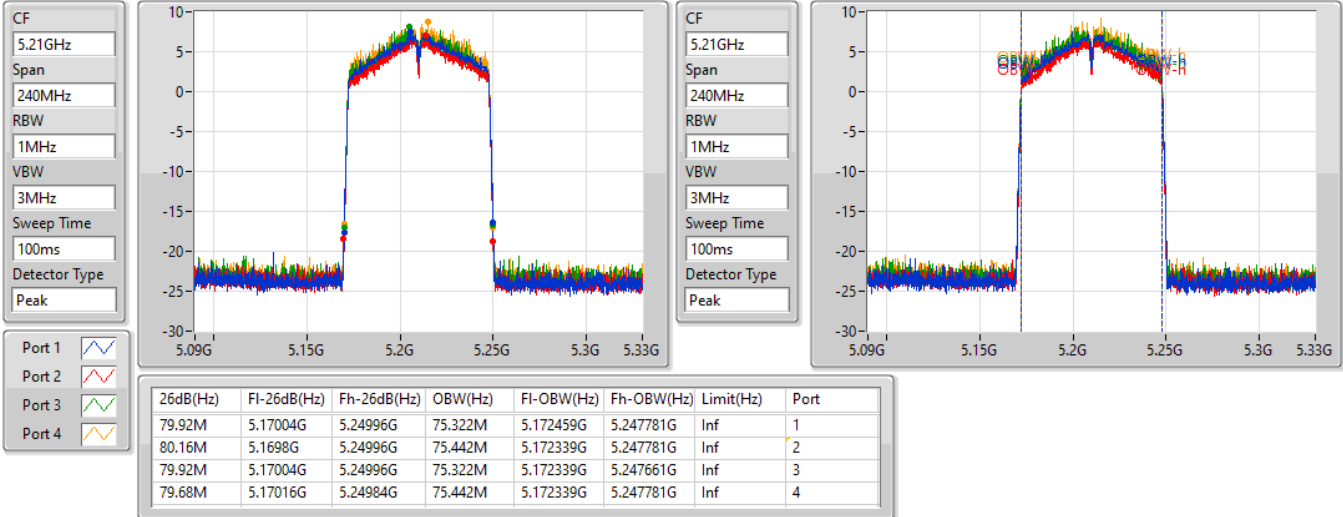 CF
5.21GHz
Span
240MHz
RBW
1MHz
VBW
3MHz
Sweep Time
100ms
Detector Type
Peak
10
5
0
-5
-10
-15
-20
-25
-30
5.09G 5.15G 5.2G 5.25G 5.3G 5.33G
CF
5.21GHz
Span
240MHz
RBW
1MHz
VBW
3MHz
Sweep Time
100ms
Detector Type
Peak
10
5
0
-5
-10
-15
-20
-25
-30
5.09G 5.15G 5.2G 5.25G 5.3G 5.33G
Port 1
Port 2
Port 3
Port 4
26dB(Hz) Fl-26dB(Hz) Fh-26dB(Hz) OBW(Hz) Fl-OBW(Hz) Fh-OBW(Hz) Limit(Hz) Port
79.92M 5.17004G 5.24996G 75.322M 5.172459G 5.247781G Inf 1
80.16M 5.1698G 5.24996G 75.442M 5.172339G 5.247781G Inf 2
79.92M 5.17004G 5.24996G 75.322M 5.172339G 5.247661G Inf 3
79.68M 5.17016G 5.24984G 75.442M 5.172339G 5.247781G Inf 4